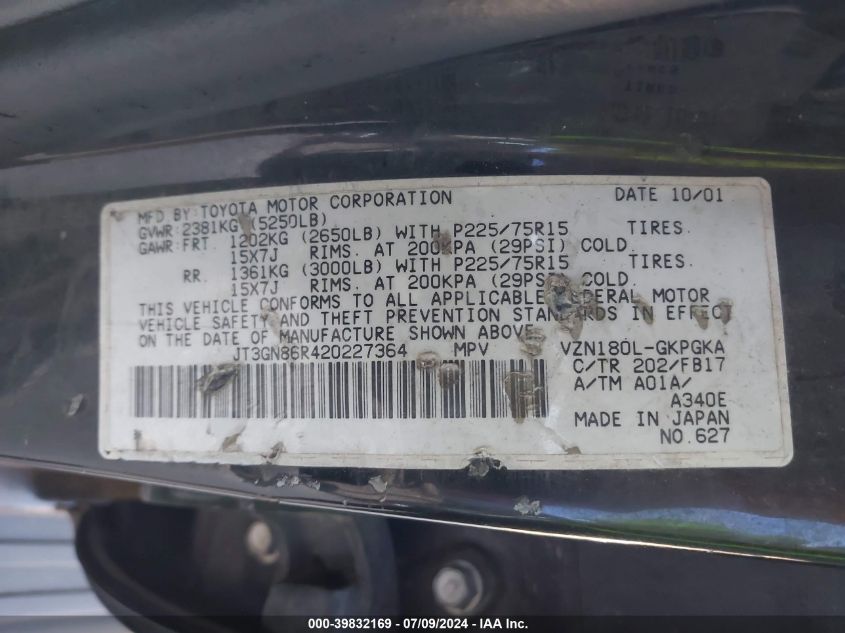 MFD BY: TOYOTA MOTOR CORPORATION DATE 10/01
GVWR: 2381KG (5250LB)
GAWR: FRT. 1202KG (2650LB) WITH P225/75R15 TIRES.
15X7J RIMS. AT 200KPA (29PSI) COLD.
RR. 1361KG (3000LB) WITH P225/75R15 TIRES.
15X7J RIMS. AT 200KPA (29PSI) COLD.
THIS VEHICLE CONFORMS TO ALL APPLICABLE FEDERAL MOTOR
VEHICLE SAFETY AND THEFT PREVENTION STANDARDS IN EFFECT
ON THE DATE OF MANUFACTURE SHOWN ABOVE.
JT3GN86R420227364 MPV VZN180L-GKPGKA
C/TR 202/FB17
A/TM A01A/
A340E
MADE IN JAPAN
NO.627
000-39832169 - 07/09/2024 - IAA Inc.